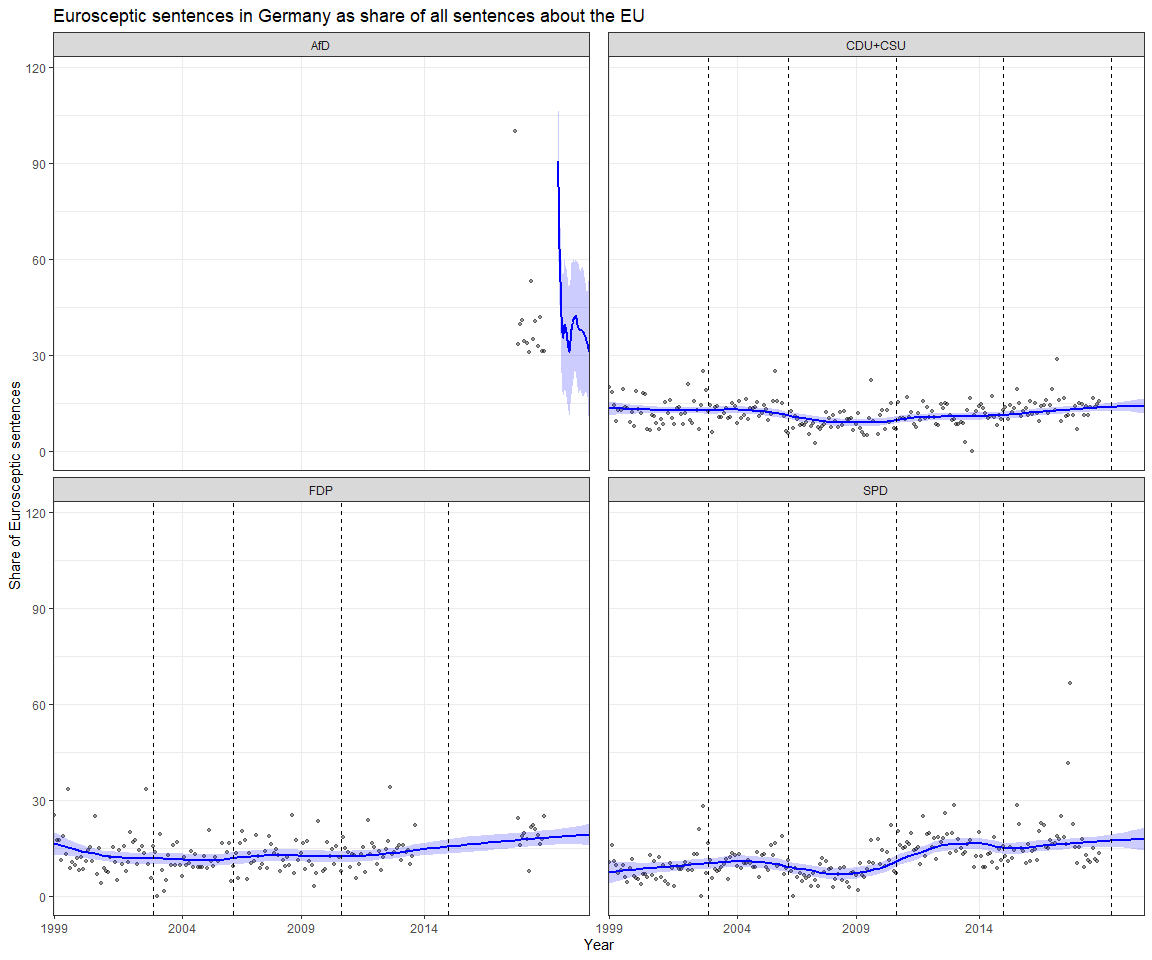 Eurosceptic sentences in Germany as share of all sentences about the EU
AfD
CDU+CSU
120
90
60
30
0
FDP
SPD
120
90
60
30
0
Share of Eurosceptic sentences
1999 2004 2009 2014
1999 2004 2009 2014
Year